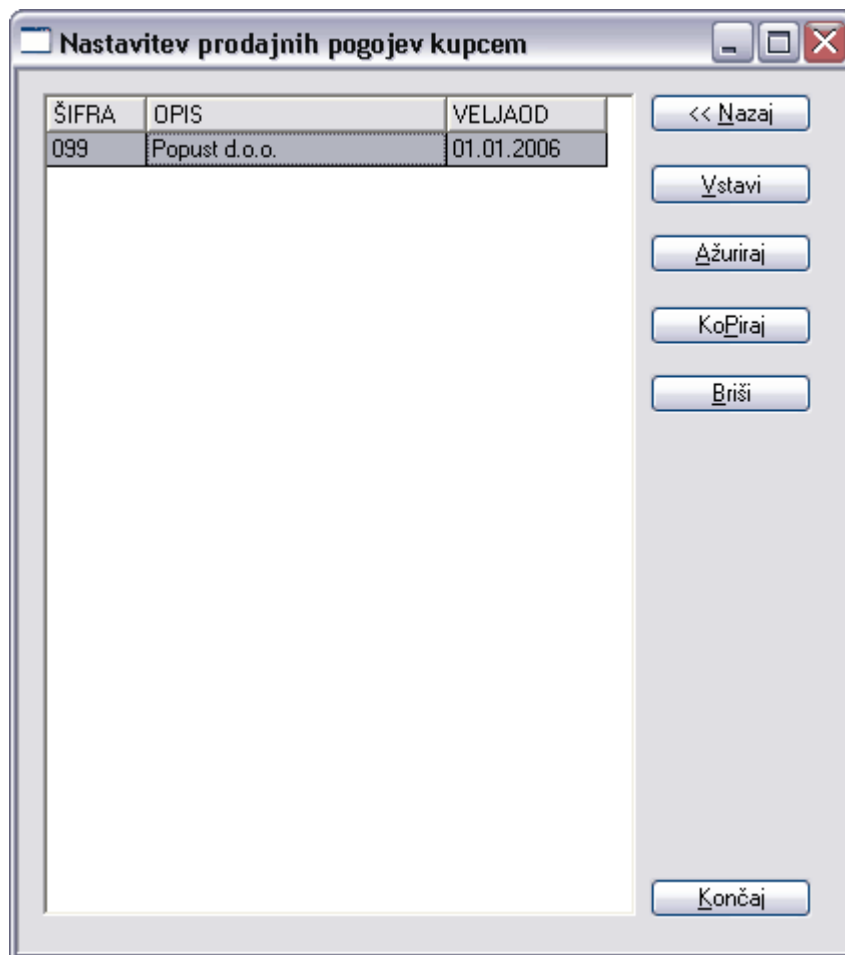 Nastavitev prodajnih pogojev kupcem
ŠIFRA OPIS VELJAOD
099 Popust d.o.o. 01.01.2006
<< Nazaj
Vstavi
Ažuriraj
KoPiraj
Briši
Končaj